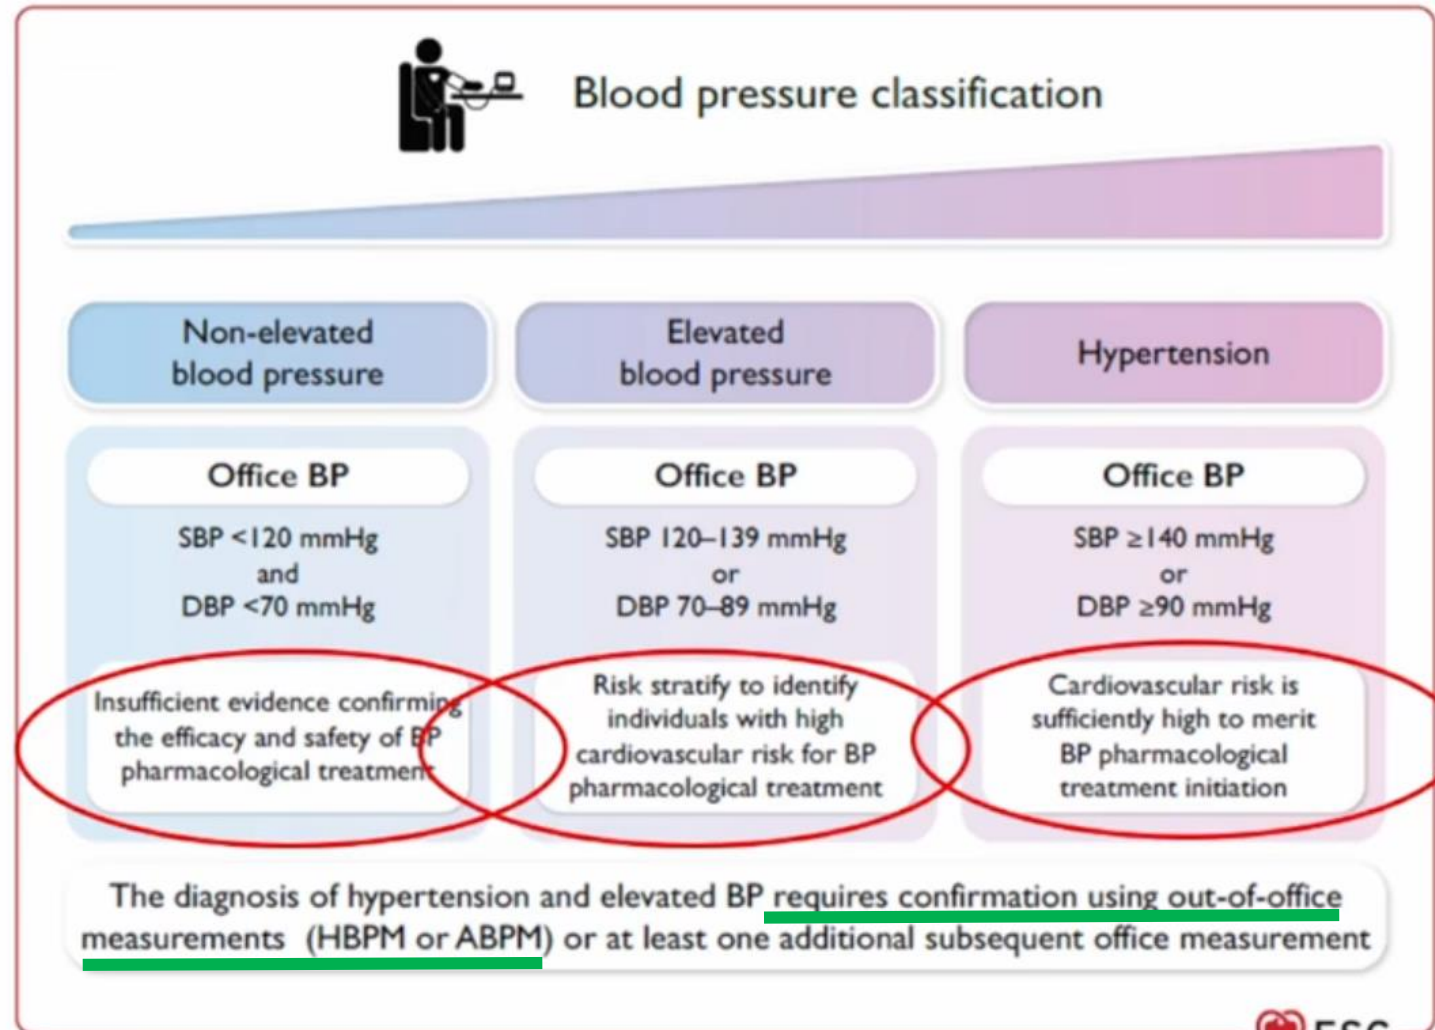 Blood pressure classification
Non-elevated
blood pressure
Elevated
blood pressure
Hypertension
Office BP
SBP <120 mmHg
and
DBP <70 mmHg
Insufficient evidence confirming
the efficacy and safety of BP
pharmacological treatment
Office BP
SBP 120–139 mmHg
or
DBP 70–89 mmHg
Risk stratify to identify
individuals with high
cardiovascular risk for BP
pharmacological treatment
Office BP
SBP ≥140 mmHg
or
DBP ≥90 mmHg
Cardiovascular risk is
sufficiently high to merit
BP pharmacological
treatment initiation
The diagnosis of hypertension and elevated BP requires confirmation using out-of-office
measurements (HBPM or ABPM) or at least one additional subsequent office measurement
ESC